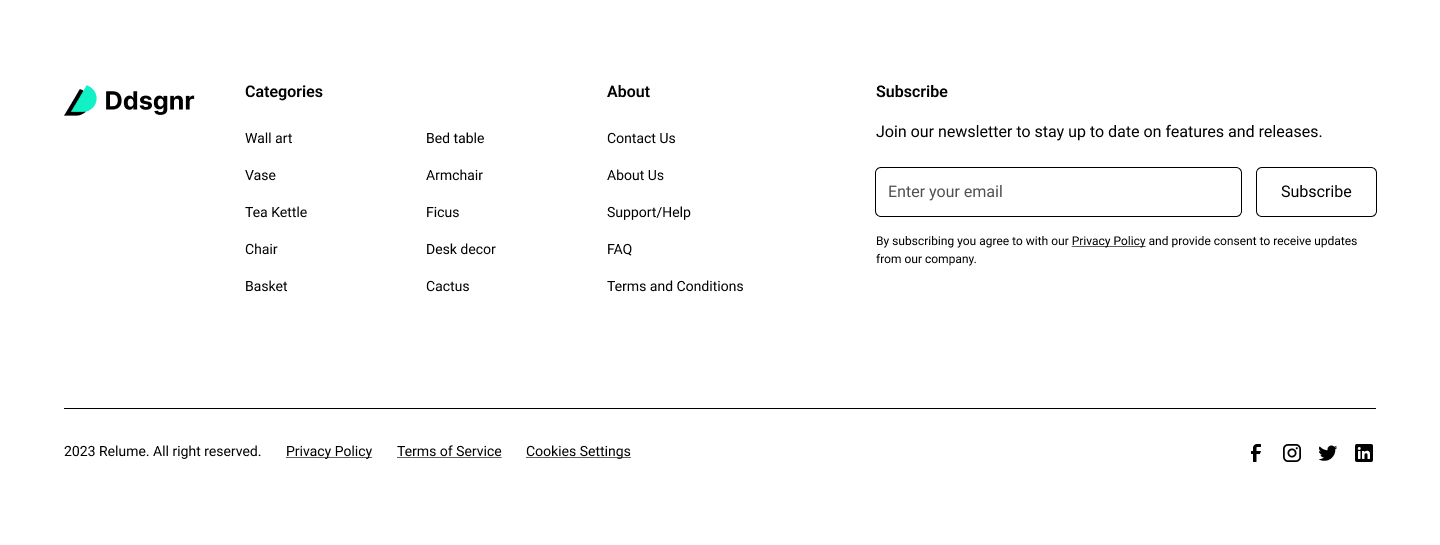 Ddsgnr
Categories
Wall art
Vase
Tea Kettle
Chair
Basket
Bed table
Armchair
Ficus
Desk decor
Cactus
About
Contact Us
About Us
Support/Help
FAQ
Terms and Conditions
Subscribe
Join our newsletter to stay up to date on features and releases.
Enter your email
Subscribe
By subscribing you agree to with our Privacy Policy and provide consent to receive updates
from our company.
2023 Relume. All right reserved.
Privacy Policy
Terms of Service
Cookies Settings